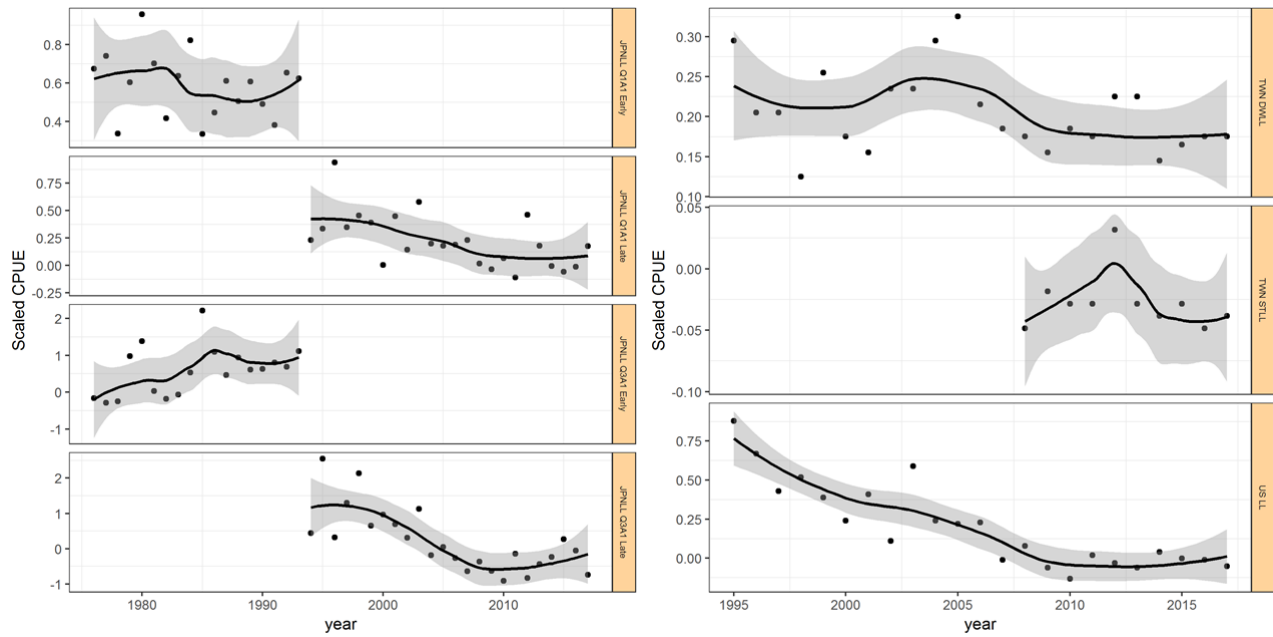 Scaled CPUE
0.8
0.6
0.4
JPNLL Q1A1 Early
0.75
0.50
0.25
0.00
-0.25
JPNLL Q1A1 Late
2
1
0
-1
JPNLL Q3A1 Early
2
1
0
-1
JPNLL Q3A1 Late
1980 1990 2000 2010
year
Scaled CPUE
0.30
0.25
0.20
0.15
0.10
TWN DWLL
0.05
0.00
-0.05
-0.10
TWN STLL
0.75
0.50
0.25
0.00
US LL
1995 2000 2005 2010 2015
year